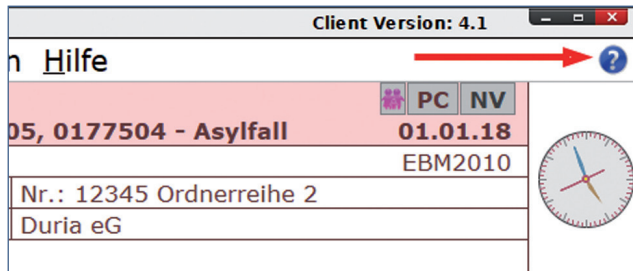 Client Version: 4.1
n Hilfe ?
PC NV
05, 0177504 - Asylfall 01.01.18
EBM2010
Nr.: 12345 Ordnerreihe 2
Duria eG